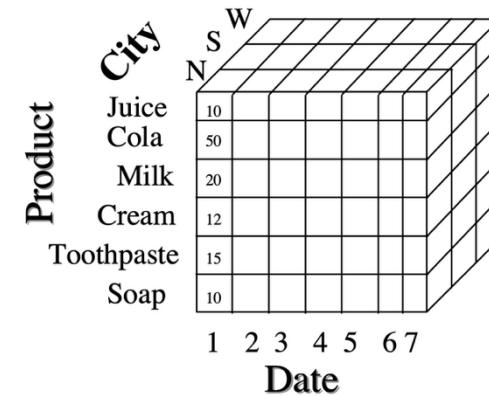 W
S
N
City
Product
Juice 10
Cola 50
Milk 20
Cream 12
Toothpaste 15
Soap 10
1 2 3 4 5 6 7
Date